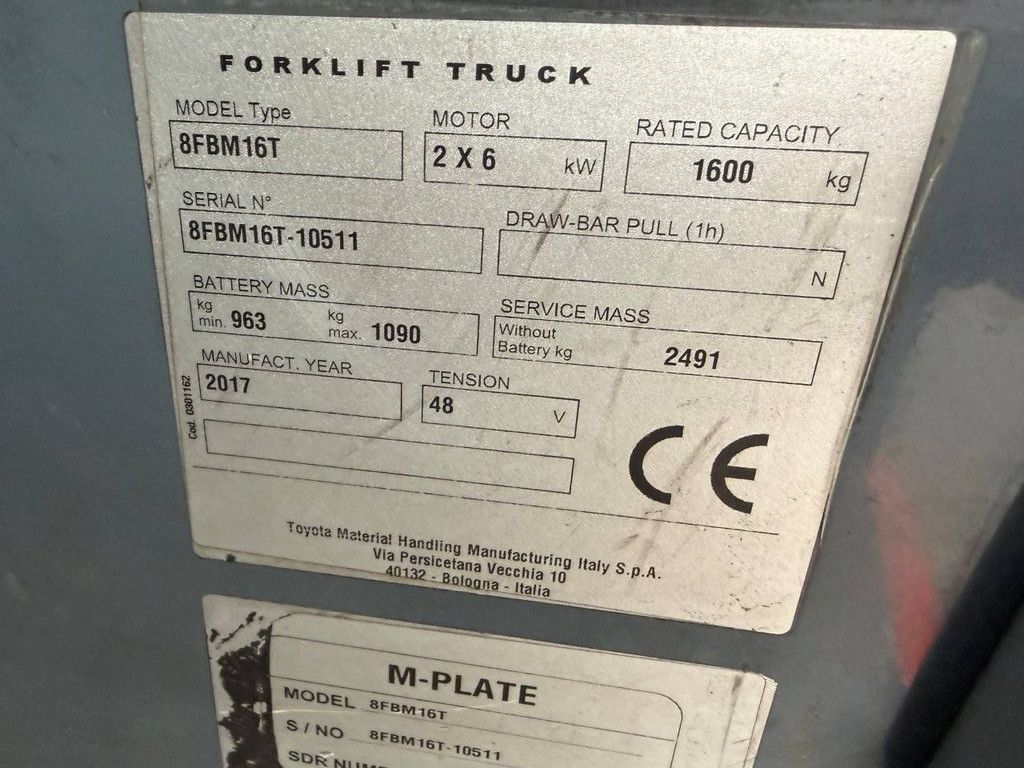 FORKLIFT TRUCK
MODEL Type
8FBM16T
MOTOR
2 X 6 kW
RATED CAPACITY
1600 kg
SERIAL N°
8FBM16T-10511
DRAW-BAR PULL (1h)
N
BATTERY MASS
kg min. 963 kg max. 1090
SERVICE MASS
Without
Battery kg 2491
MANUFACT. YEAR
2017
TENSION
48 V
Cod. 0301162
CE
Toyota Material Handling Manufacturing Italy S.p.A.
Via Persicetana Vecchia 10
40132 - Bologna - Italia
M-PLATE
MODEL 8FBM16T
S / NO 8FBM16T-10511
SDR